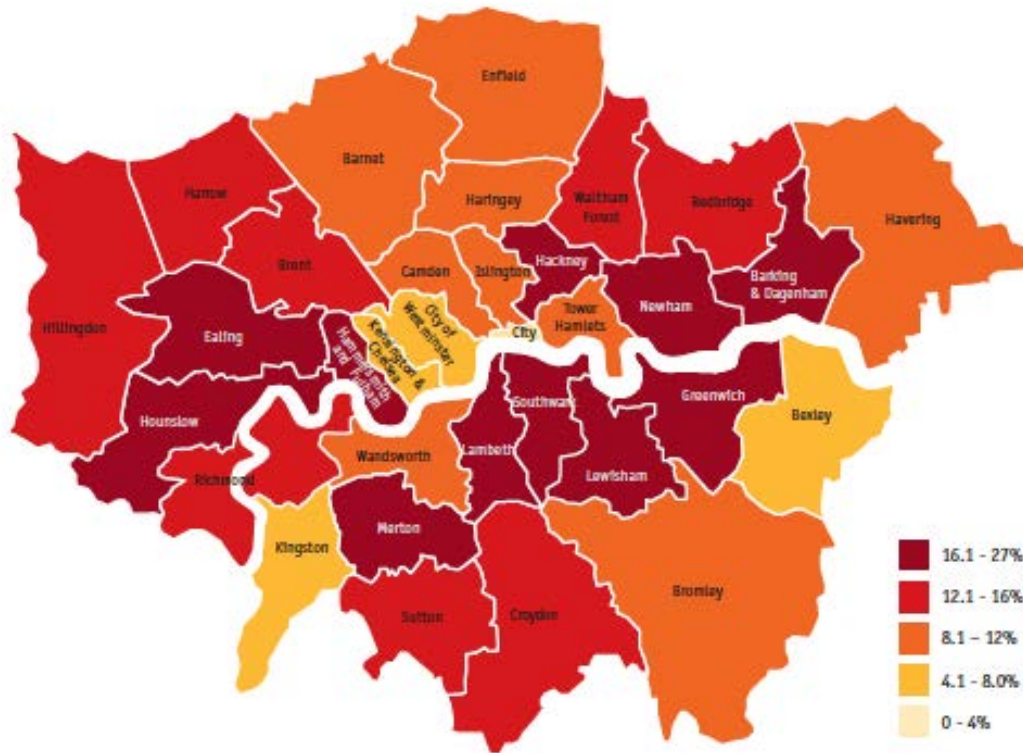 Enfield
Barnet
Harrow
Haringey
Waltham
Forest
Redbridge
Havering
Brent
Camden
Islington
Hackney
Barking
& Dagenham
Newham
Hillingdon
Ealing
City of
Westminster
Kensington &
Chelsea
Hammersmith
and Fulham
City
Tower
Hamlets
Hounslow
Southwark
Greenwich
Bexley
Richmond
Wandsworth
Lambeth
Lewisham
Merton
Kingston
Sutton
Croydon
Bromley
16.1 - 27%
12.1 - 16%
8.1 – 12%
4.1 - 8.0%
0 - 4%